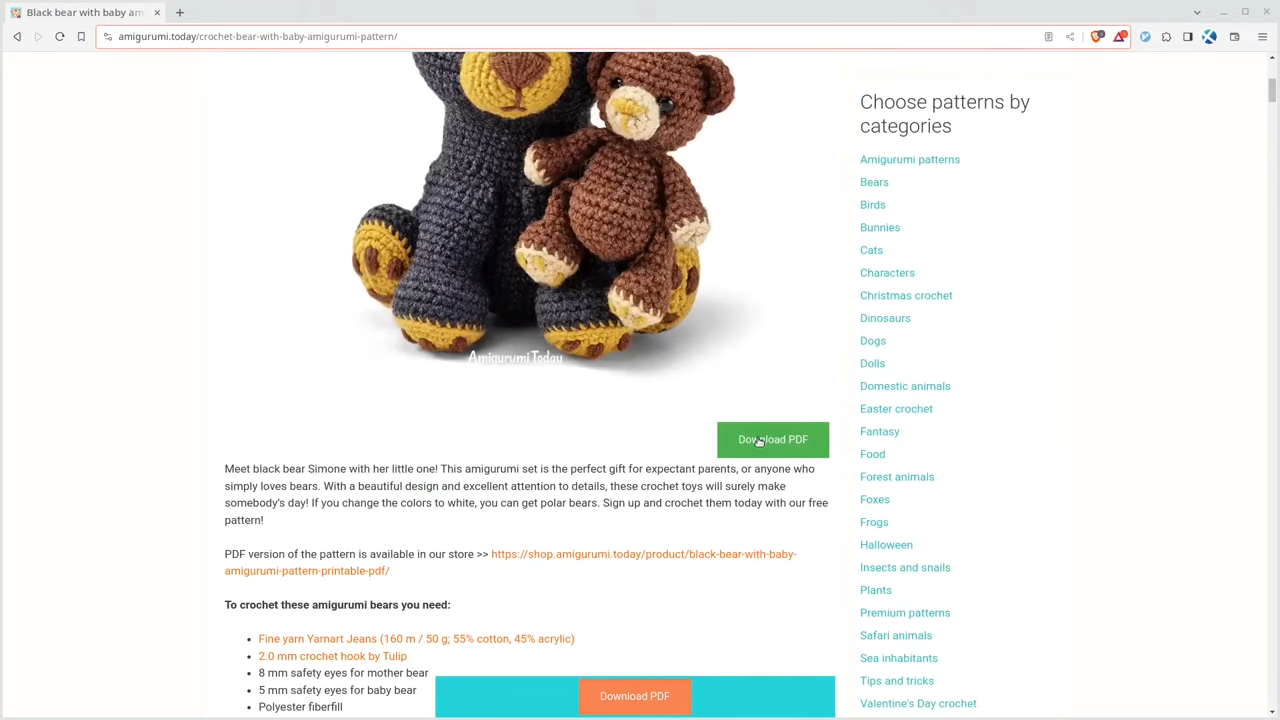 Black bear with baby am
amigurumi.today/crochet-bear-with-baby-amigurumi-pattern/
AmigurumiToday
Download PDF
Meet black bear Simone with her little one! This amigurumi set is the perfect gift for expectant parents, or anyone who
simply loves bears. With a beautiful design and excellent attention to details, these crochet toys will surely make
somebody's day! If you change the colors to white, you can get polar bears. Sign up and crochet them today with our free
pattern!
PDF version of the pattern is available in our store >> https://shop.amigurumi.today/product/black-bear-with-baby-
amigurumi-pattern-printable-pdf/
To crochet these amigurumi bears you need:
• Fine yarn Yarnart Jeans (160 m / 50 g; 55% cotton, 45% acrylic)
• 2.0 mm crochet hook by Tulip
• 8 mm safety eyes for mother bear
• 5 mm safety eyes for baby bear
• Polyester fiberfill
Download PDF
Choose patterns by
categories
Amigurumi patterns
Bears
Birds
Bunnies
Cats
Characters
Christmas crochet
Dinosaurs
Dogs
Dolls
Domestic animals
Easter crochet
Fantasy
Food
Forest animals
Foxes
Frogs
Halloween
Insects and snails
Plants
Premium patterns
Safari animals
Sea inhabitants
Tips and tricks
Valentine's Day crochet